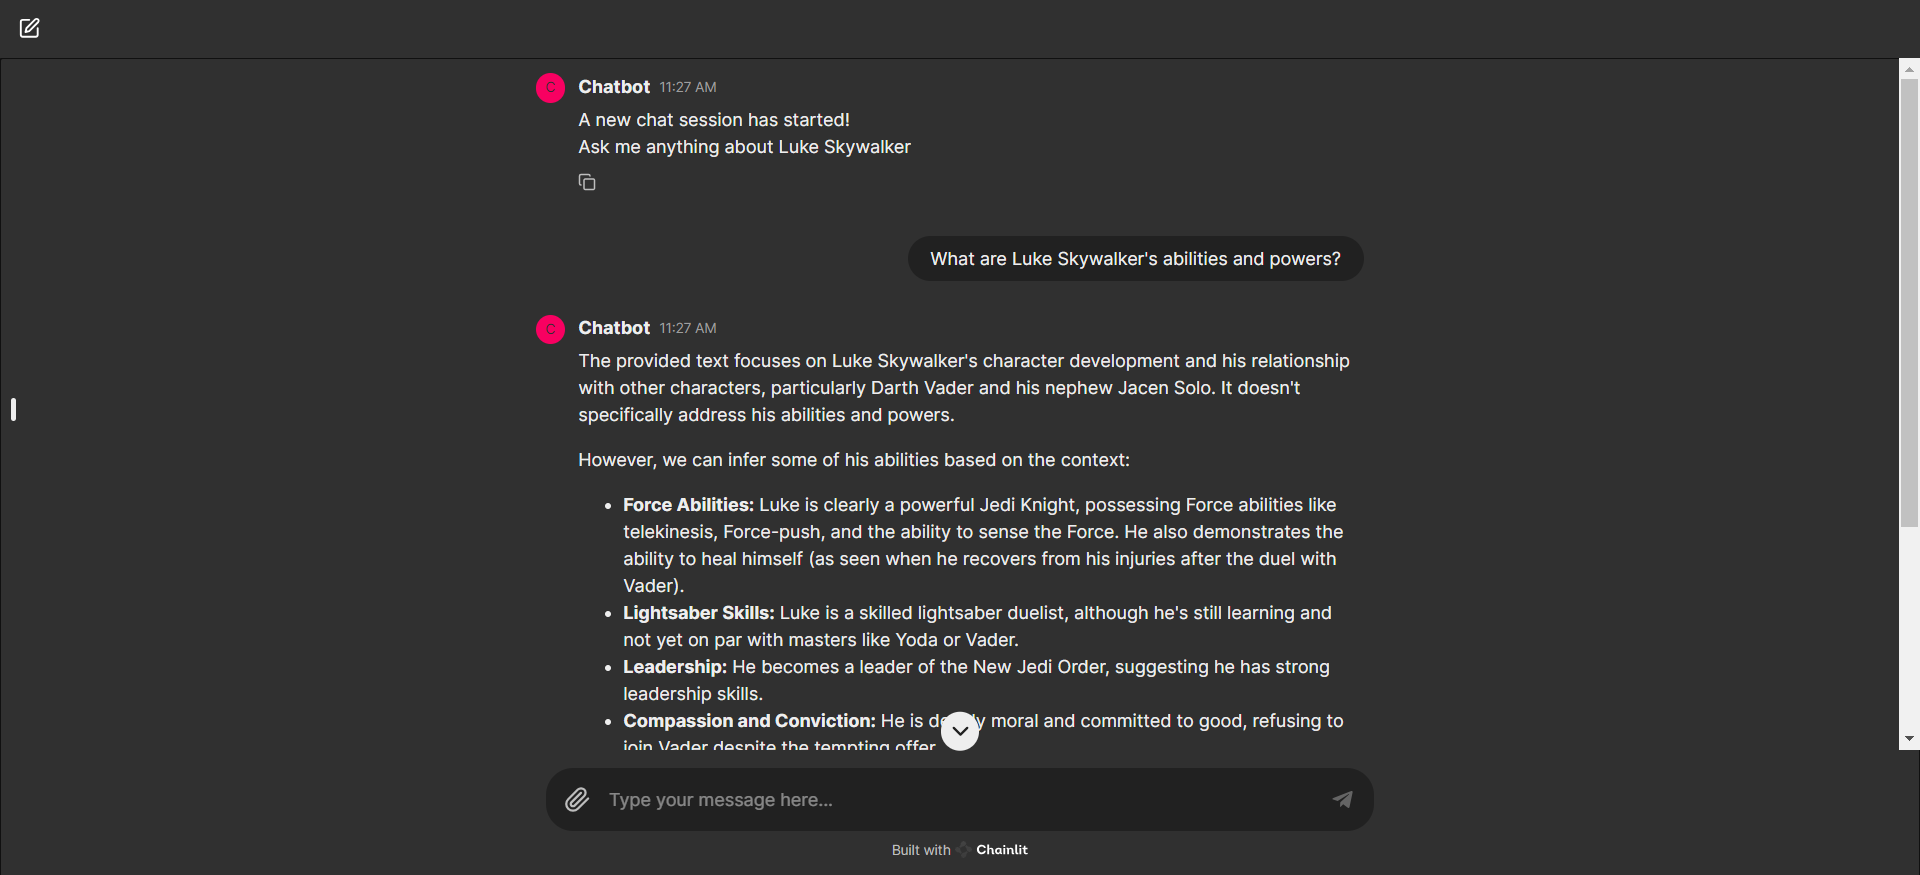 C Chatbot 11:27 AM
A new chat session has started!
Ask me anything about Luke Skywalker
What are Luke Skywalker's abilities and powers?
C Chatbot 11:27 AM
The provided text focuses on Luke Skywalker's character development and his relationship
with other characters, particularly Darth Vader and his nephew Jacen Solo. It doesn't
specifically address his abilities and powers.
However, we can infer some of his abilities based on the context:
• Force Abilities: Luke is clearly a powerful Jedi Knight, possessing Force abilities like
telekinesis, Force-push, and the ability to sense the Force. He also demonstrates the
ability to heal himself (as seen when he recovers from his injuries after the duel with
Vader).
• Lightsaber Skills: Luke is a skilled lightsaber duelist, although he's still learning and
not yet on par with masters like Yoda or Vader.
• Leadership: He becomes a leader of the New Jedi Order, suggesting he has strong
leadership skills.
• Compassion and Conviction: He is moral and committed to good, refusing to
join Vader despite the tempting offer
Type your message here...
Built with Chainlit